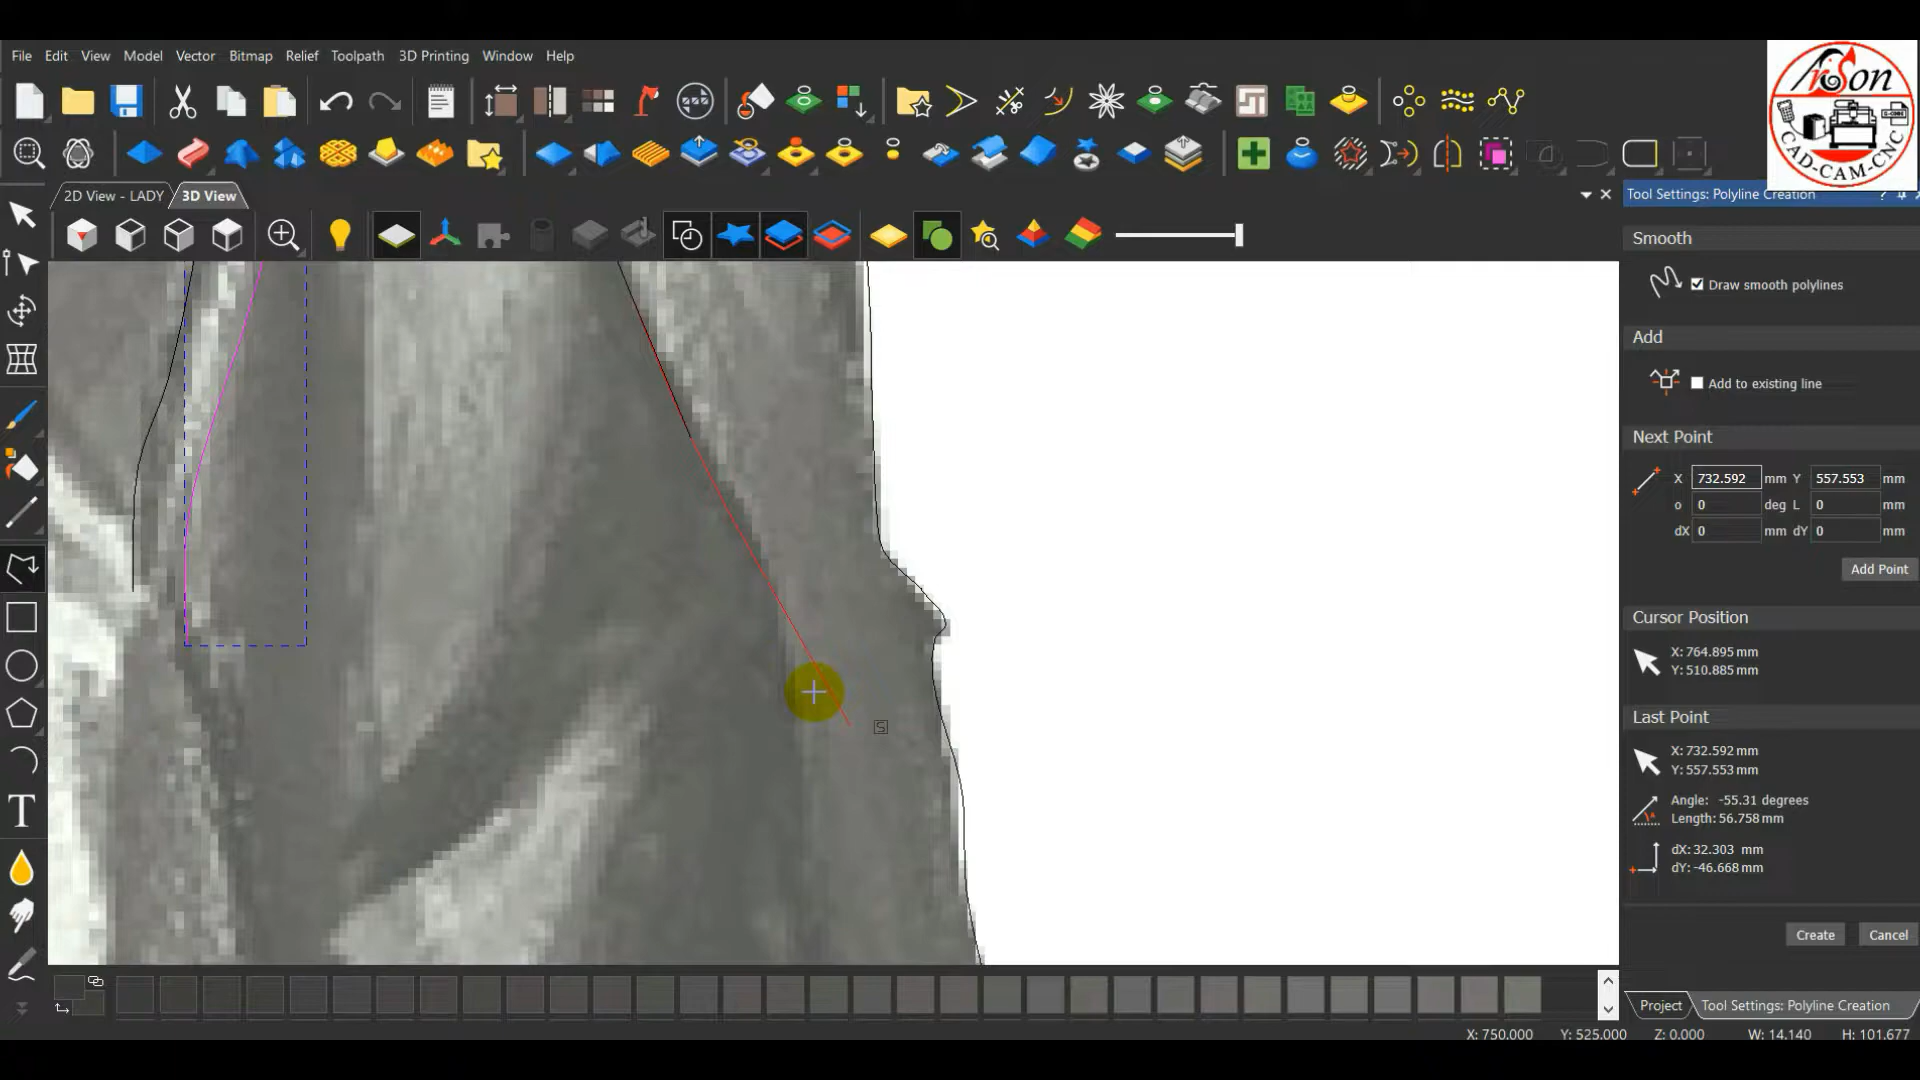 File Edit View Model Vector Bitmap Relief Toolpath 3D Printing Window Help
ArtSon
CAD-CAM-CNC
2D View - LADY 3D View
Tool Settings: Polyline Creation
Smooth
Draw smooth polylines
Add
Add to existing line
Next Point
X 732.592 mm Y 557.553 mm
o 0 deg L 0 mm
dX 0 mm dY 0 mm
Add Point
Cursor Position
X: 764.895 mm
Y: 510.885 mm
Last Point
X: 732.592 mm
Y: 557.553 mm
Angle: -55.31 degrees
Length: 56.758 mm
dX: 32.303 mm
dY: -46.668 mm
S
T
Create Cancel
Project Tool Settings: Polyline Creation
X: 750.000 Y: 525.000 Z: 0.000 W: 14.140 H: 101.677